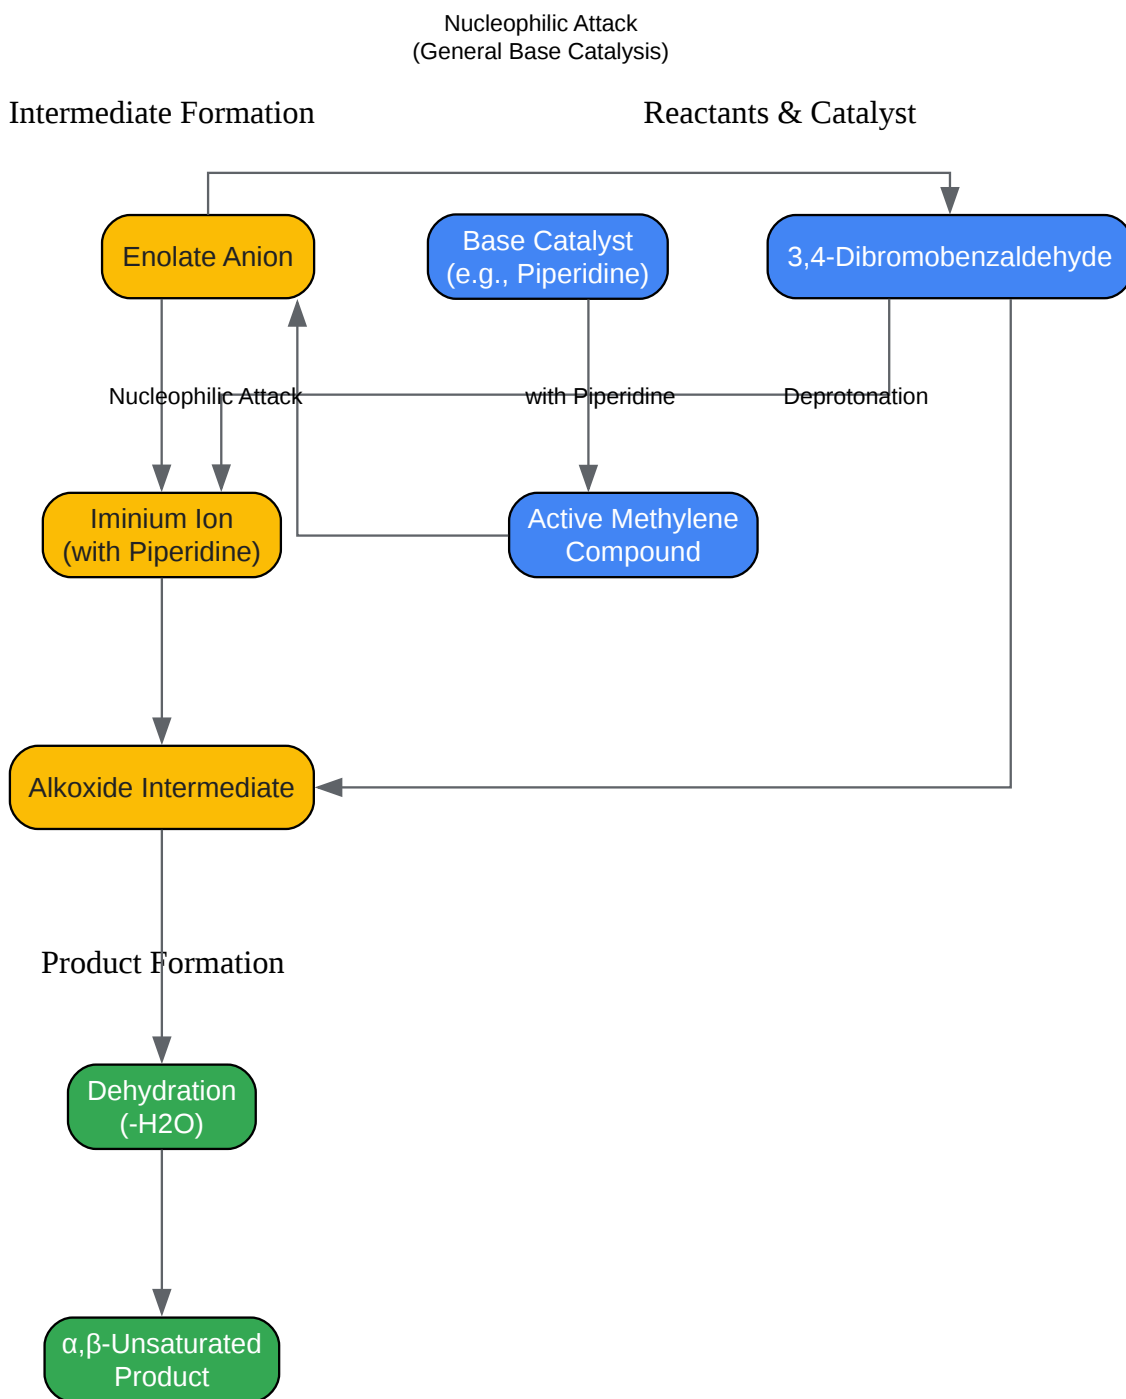 Nucleophilic Attack
(General Base Catalysis)
Intermediate Formation
Reactants & Catalyst
Enolate Anion
Base Catalyst
(e.g., Piperidine)
3,4-Dibromobenzaldehyde
Nucleophilic Attack
with Piperidine
Deprotonation
Iminium Ion
(with Piperidine)
Active Methylene
Compound
Alkoxide Intermediate
Product Formation
Dehydration
(-H2O)
α,β-Unsaturated
Product